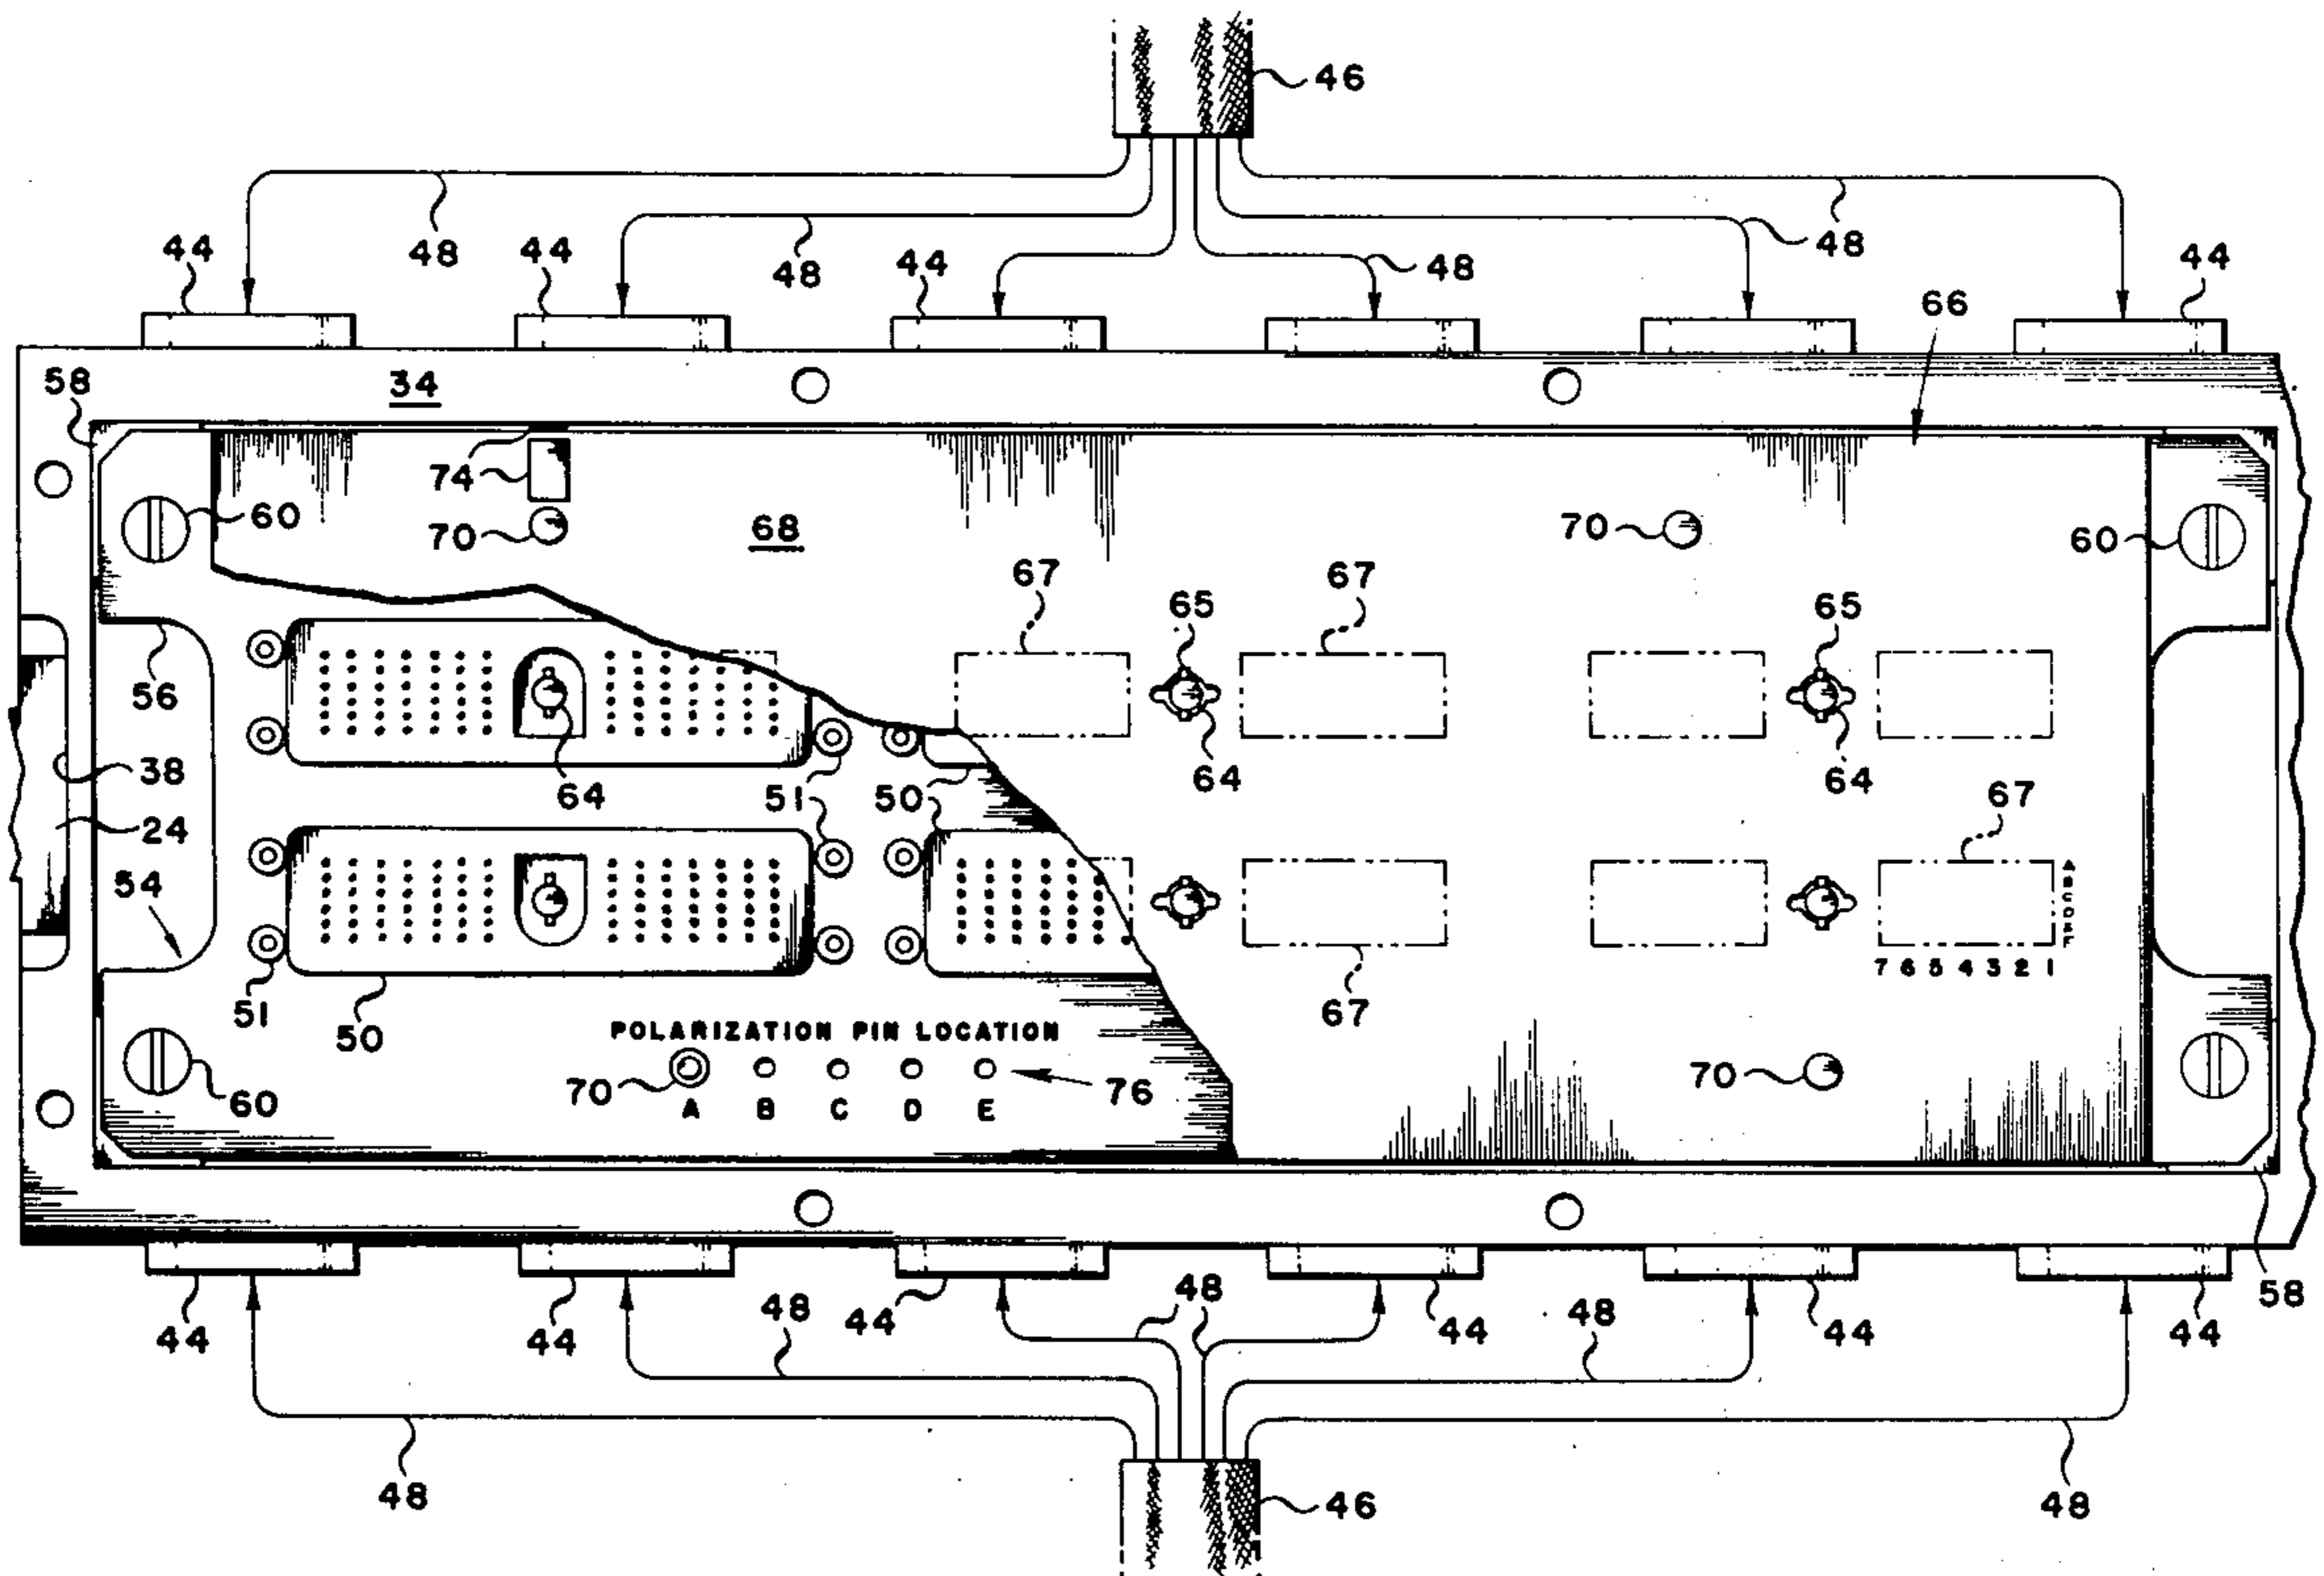 46
48
44 48 44 44 48 48 44
66
58 34
74
60 70 68 70 60
67 67
65 65
56
38 64 51 50 64 64
67
24
54
A
B
C
D
E
F
7 6 5 4 3 2 1
51 50 67
POLARIZATION PIN LOCATION
70 76 70
60 A B C D E
58
44 44 48 44 48 44 48 44 44
48 46 48